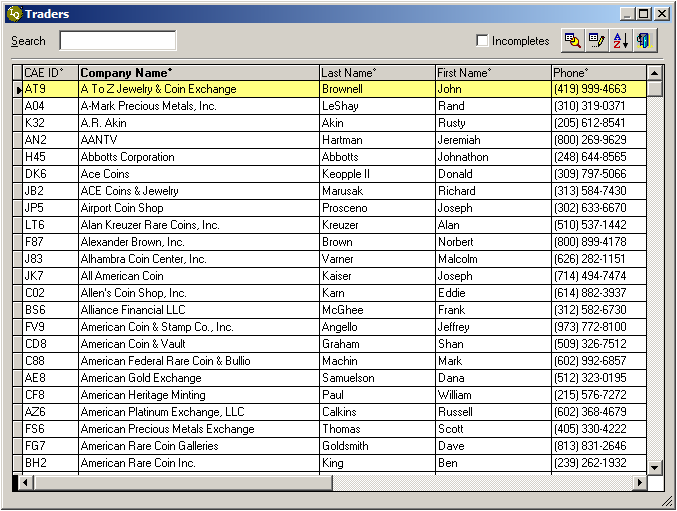 Traders
Search
Incompletes
CAE ID* Company Name* Last Name* First Name* Phone*
AT9 A To Z Jewelry & Coin Exchange Brownell John (419) 999-4663
A04 A-Mark Precious Metals, Inc. LeShay Rand (310) 319-0371
K32 A.R. Akin Akin Rusty (205) 612-8541
AN2 AANTV Hartman Jeremiah (800) 269-9629
H45 Abbotts Corporation Abbotts Johnathon (248) 644-8565
DK6 Ace Coins Keopple II Donald (309) 797-5066
JB2 ACE Coins & Jewelry Marusak Richard (313) 584-7430
JP5 Airport Coin Shop Prosceno Joseph (302) 633-6670
LT6 Alan Kreuzer Rare Coins, Inc. Kreuzer Alan (510) 537-1442
F87 Alexander Brown, Inc. Brown Norbert (800) 899-4178
J83 Alhambra Coin Center, Inc. Varner Malcolm (626) 282-1151
JK7 All American Coin Kaiser Joseph (714) 494-7474
C02 Allen's Coin Shop, Inc. Karn Eddie (614) 882-3937
BS6 Alliance Financial LLC McGhee Frank (312) 582-6730
FV9 American Coin & Stamp Co., Inc. Angello Jeffrey (973) 772-8100
CD8 American Coin & Vault Graham Shan (509) 326-7512
C88 American Federal Rare Coin & Bullio Machin Mark (602) 992-6857
AE8 American Gold Exchange Samuelson Dana (512) 323-0195
CF8 American Heritage Minting Paul William (215) 576-7272
AZ6 American Platinum Exchange, LLC Calkins Russell (602) 368-4679
FS6 American Precious Metals Exchange Thomas Scott (405) 330-4222
FG7 American Rare Coin Galleries Goldsmith Dave (813) 831-2646
BH2 American Rare Coin Inc. King Ben (239) 262-1932